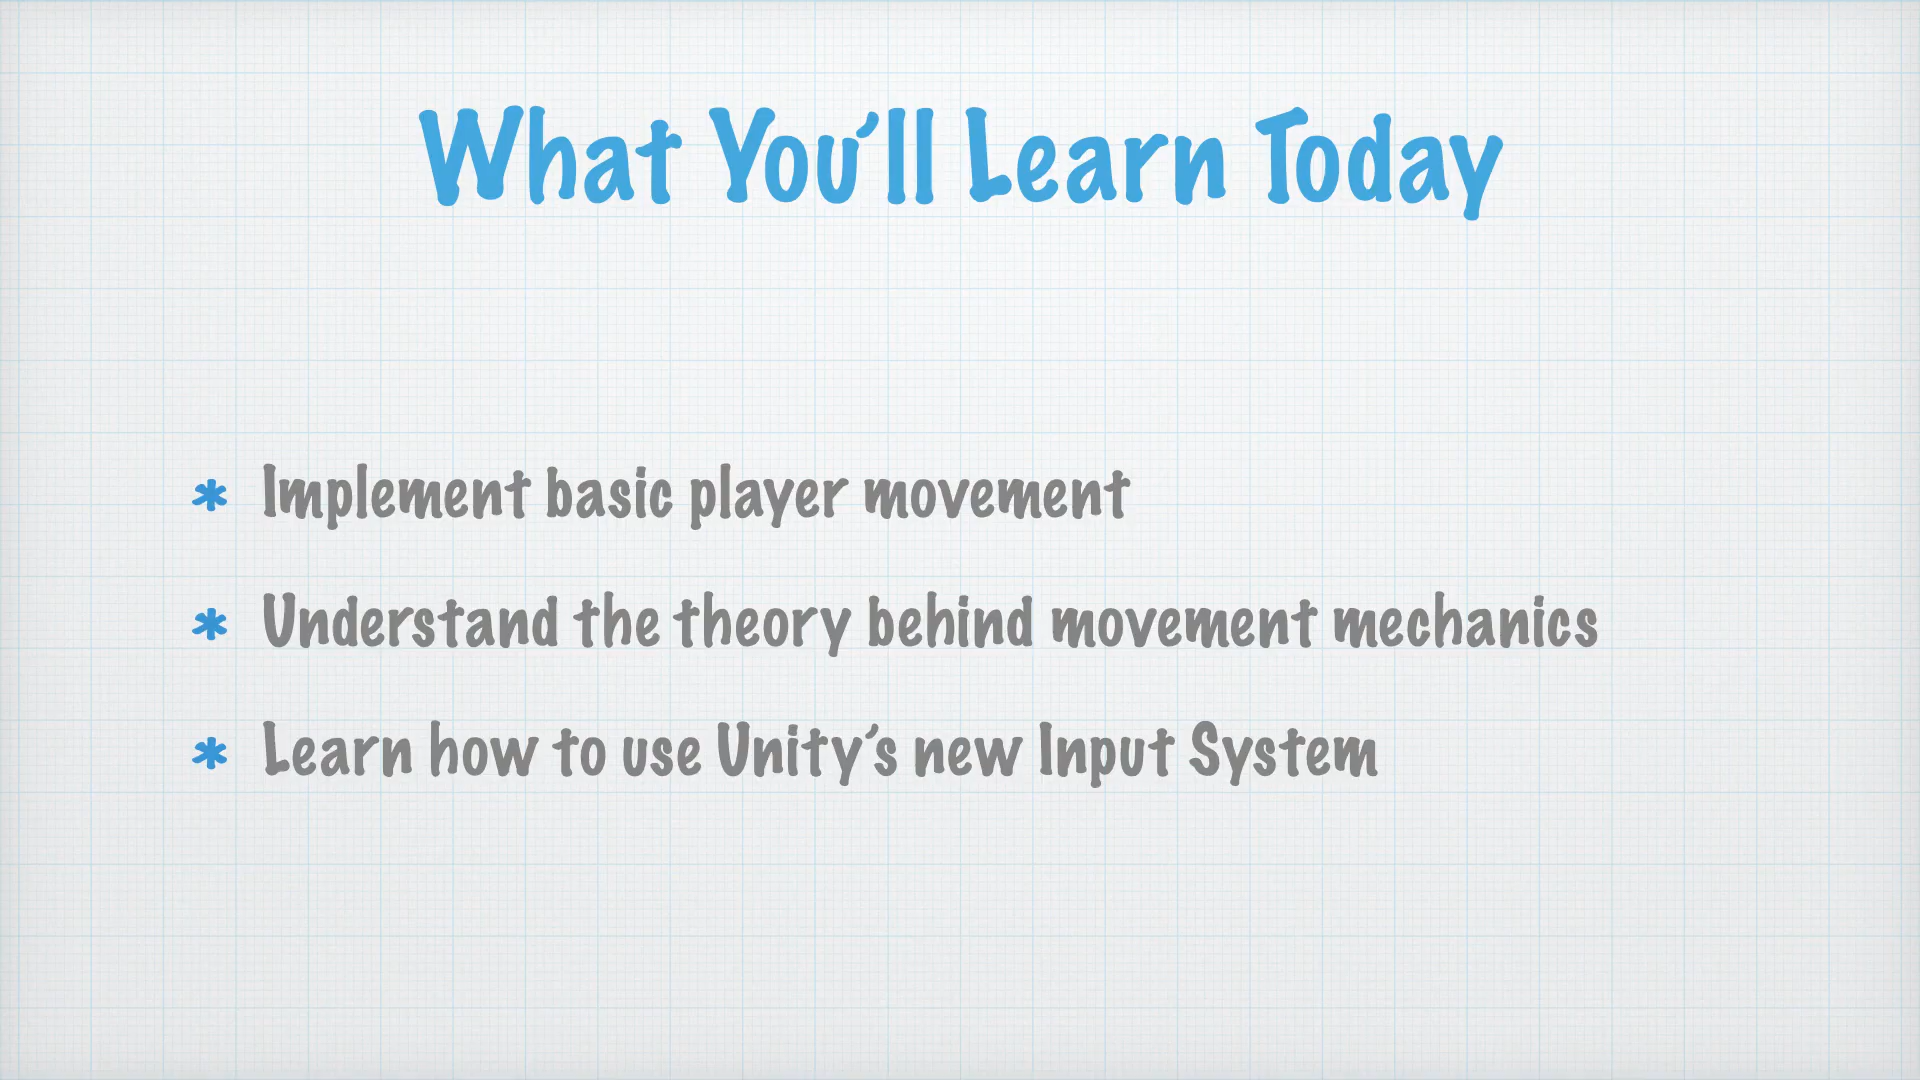 What You’ll Learn Today
* Implement basic player movement
* Understand the theory behind movement mechanics
* Learn how to use Unity’s new Input System